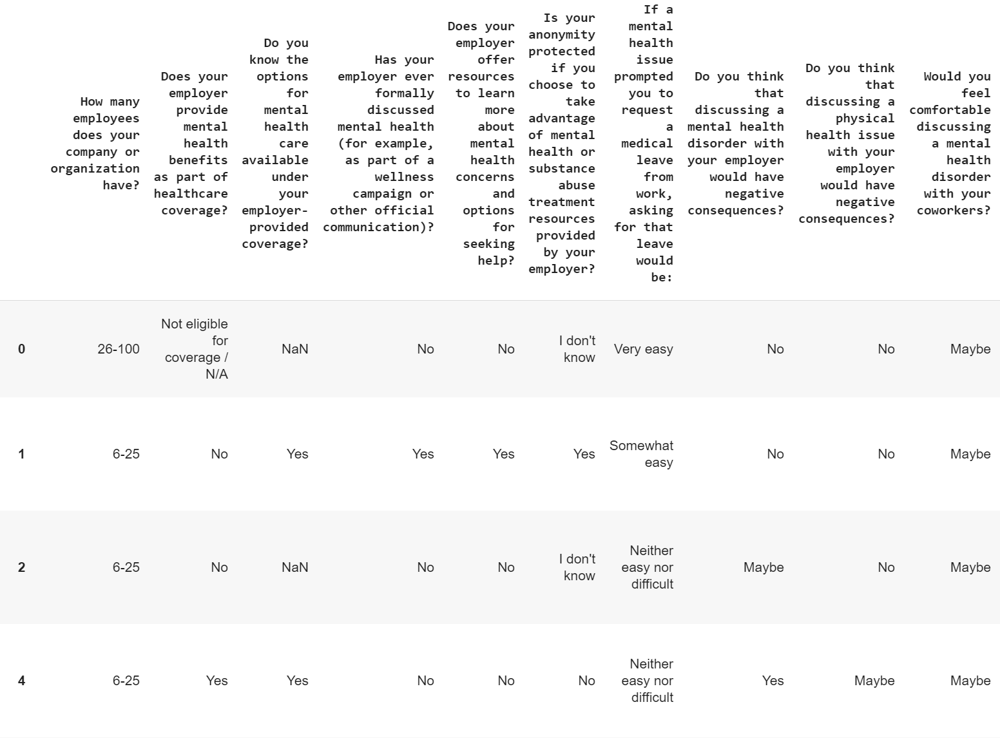 How many
employees
does your
company or
organization
have?
Does your
employer
provide
mental
health
benefits
as part of
healthcare
coverage?
Do you
know the
options
for
mental
health
care
available
under
your
employer-
provided
coverage?
Has your
employer ever
formally
discussed
mental health
(for example,
as part of a
wellness
campaign or
other official
communication)?
Does your
employer
offer
resources
to learn
more
about
mental
health
concerns
and
options
for
seeking
help?
Is your
anonymity
protected
if you
choose to
take
advantage
of mental
health or
substance
abuse
treatment
resources
provided
by your
employer?
If a
mental
health
issue
prompted
you to
request
a
medical
leave
from
work,
asking
for that
leave
would
be:
Do you think
that
discussing a
mental health
disorder with
your employer
would have
negative
consequences?
Do you think
that
discussing a
physical
health issue
with your
employer
would have
negative
consequences?
Would you
feel
comfortable
discussing
a mental
health
disorder
with your
coworkers?
0
26-100
Not eligible
for
coverage /
N/A
NaN
No
No
I don't
know
Very easy
No
No
Maybe
1
6-25
No
Yes
Yes
Yes
Yes
Somewhat
easy
No
No
Maybe
2
6-25
No
NaN
No
No
I don't
know
Neither
easy nor
difficult
Maybe
No
Maybe
4
6-25
Yes
Yes
No
No
No
Neither
easy nor
difficult
Yes
Maybe
Maybe